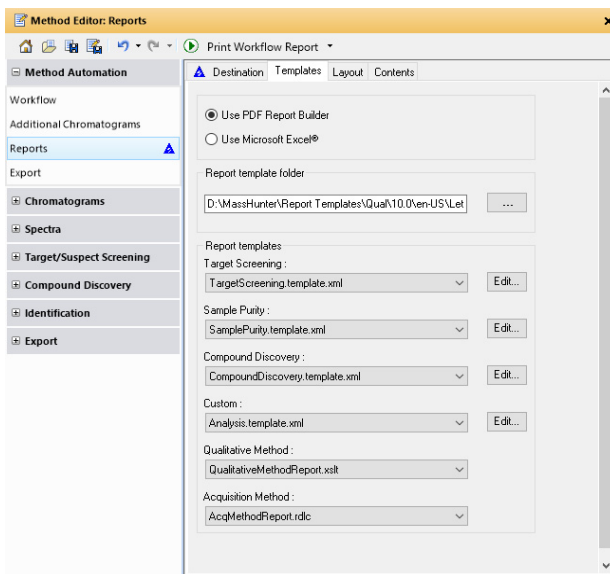 Method Editor: Reports
Print Workflow Report
Method Automation
Workflow
Additional Chromatograms
Reports
Export
Chromatograms
Spectra
Target/Suspect Screening
Compound Discovery
Identification
Export
Destination Templates Layout Contents
Use PDF Report Builder
Use Microsoft Excel®
Report template folder
D:\MassHunter\Report Templates\Qual\10.0\en-US\Let ...
Report templates
Target Screening :
TargetScreening.template.xml Edit...
Sample Purity :
SamplePurity.template.xml Edit...
Compound Discovery :
CompoundDiscovery.template.xml Edit...
Custom :
Analysis.template.xml Edit...
Qualitative Method :
QualitativeMethodReport.xslt
Acquisition Method :
AcqMethodReport.rdlc